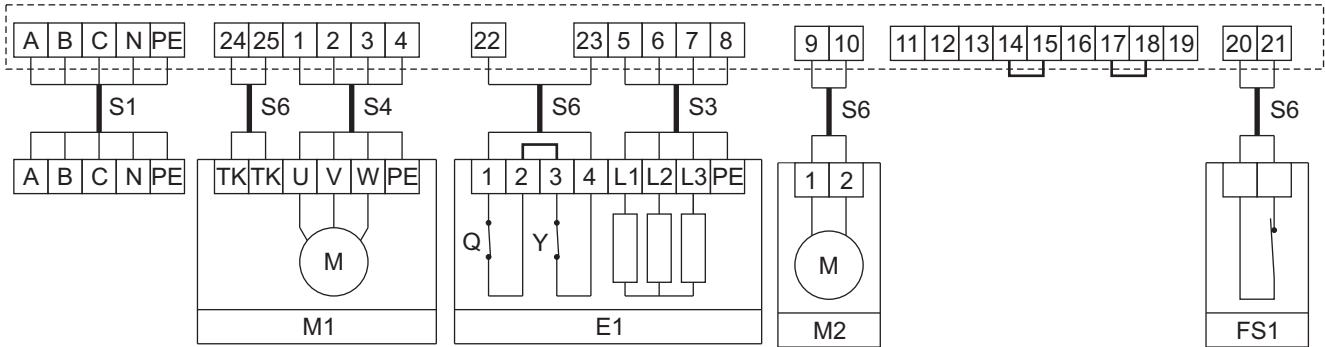 A B C N PE 24 25 1 2 3 4 22 23 5 6 7 8 9 10 11 12 13 14 15 16 17 18 19 20 21
S1 S6 S4 S6 S3 S6 S6
A B C N PE TK TK U V W PE 1 2 3 4 L1 L2 L3 PE 1 2
Q Y
M M
M1 E1 M2 FS1